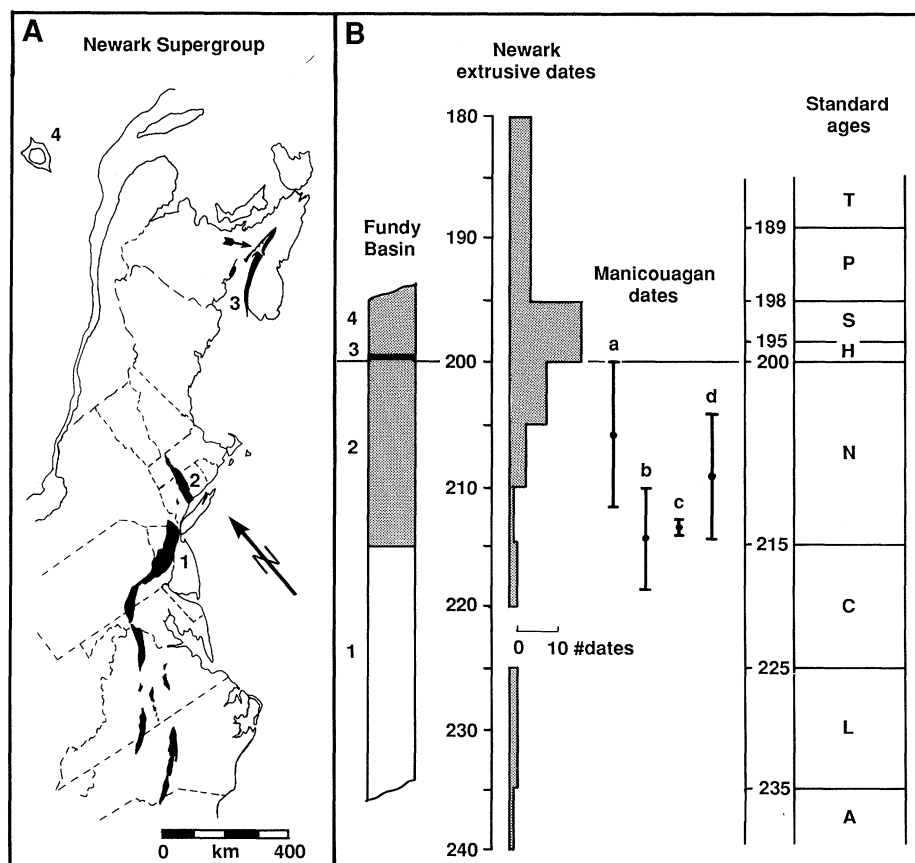 A
Newark Supergroup
4
3
2
1
0
km
400
B
Newark
extrusive dates
180
190
200
210
220
230
240
0 10 #dates
Fundy
Basin
4
3
2
1
Manicouagan
dates
a
b
c
d
Standard
ages
189
198
195
200
215
225
235
T
P
S
H
N
C
L
A